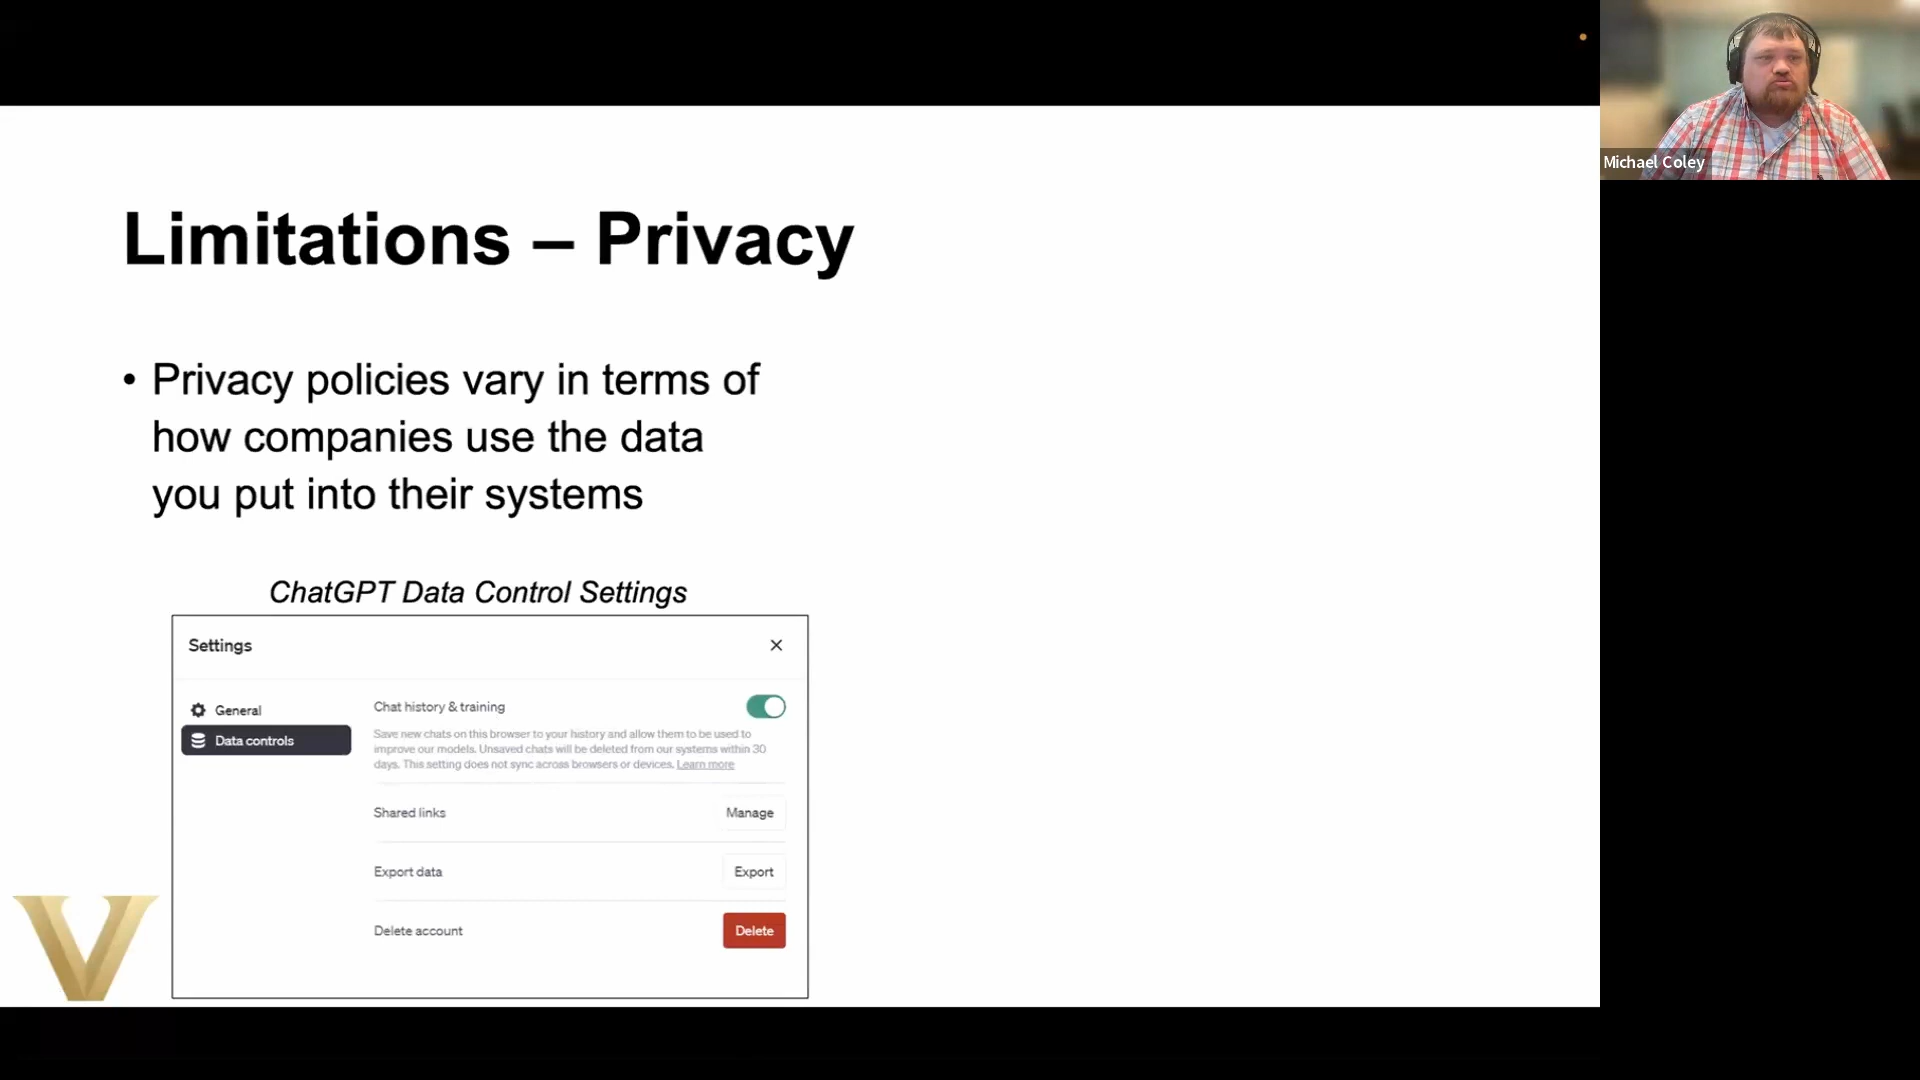 Limitations – Privacy
• Privacy policies vary in terms of
how companies use the data
you put into their systems
ChatGPT Data Control Settings
Settings
General
Data controls
Chat history & training
Save new chats on this browser to your history and allow them to be used to
improve our models. Unsaved chats will be deleted from our systems within 30
days. This setting does not sync across browsers or devices. Learn more
Shared links
Manage
Export data
Export
Delete account
Delete
V
Michael Coley